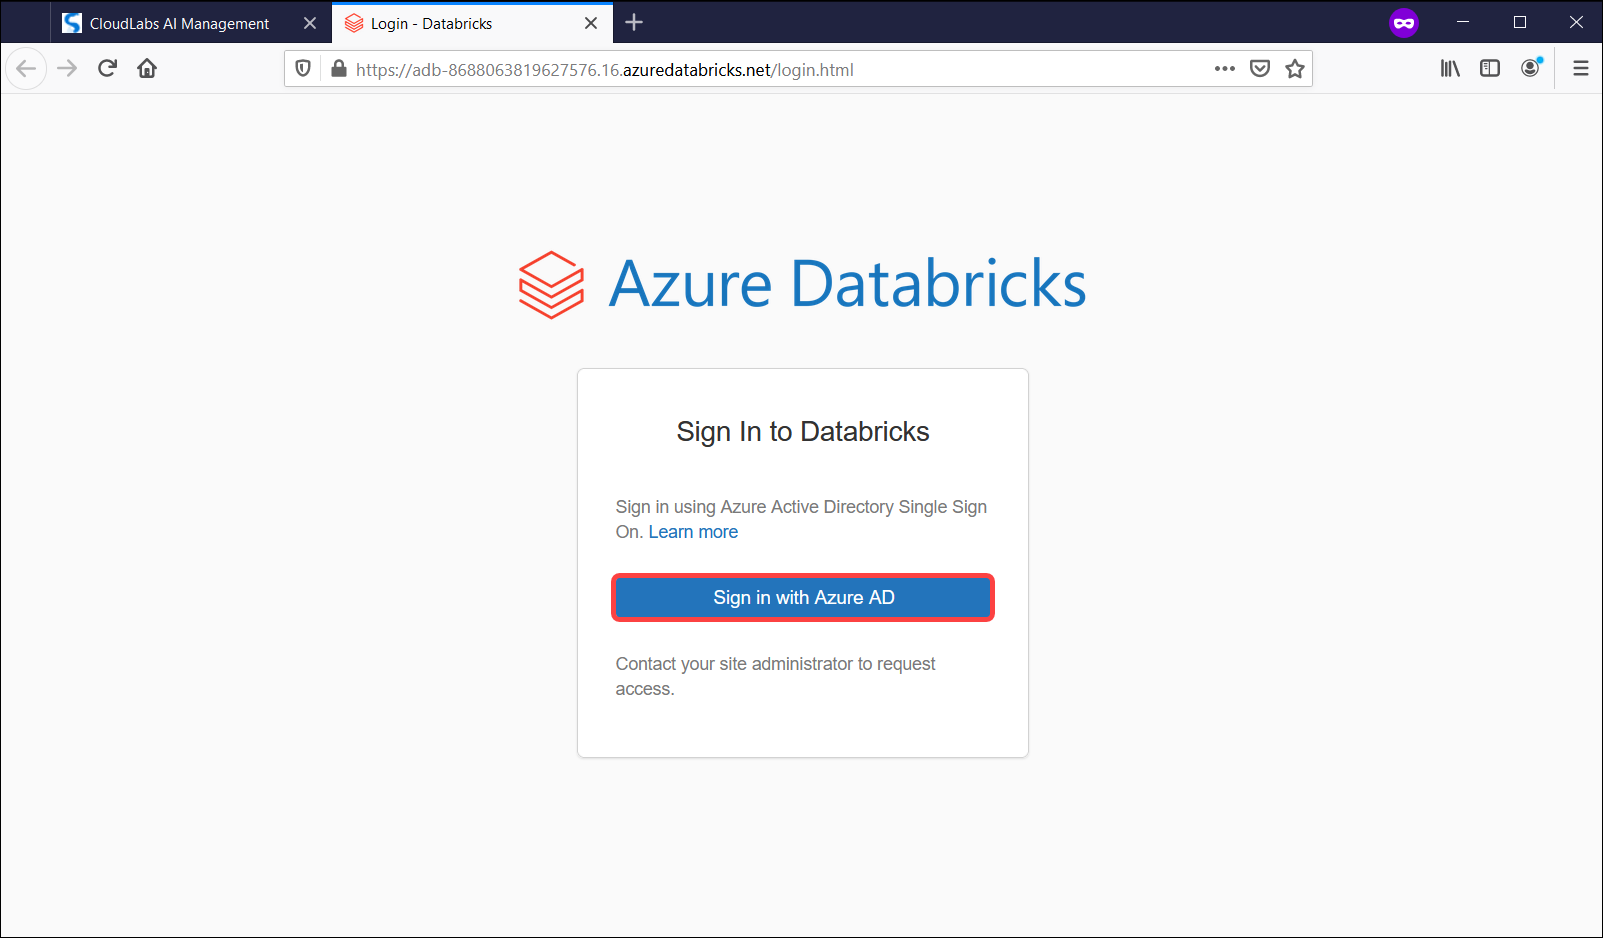 CloudLabs AI Management
Login - Databricks
https://adb-8688063819627576.16.azuredatabricks.net/login.html
Azure Databricks
Sign In to Databricks
Sign in using Azure Active Directory Single Sign
On. Learn more
Sign in with Azure AD
Contact your site administrator to request
access.